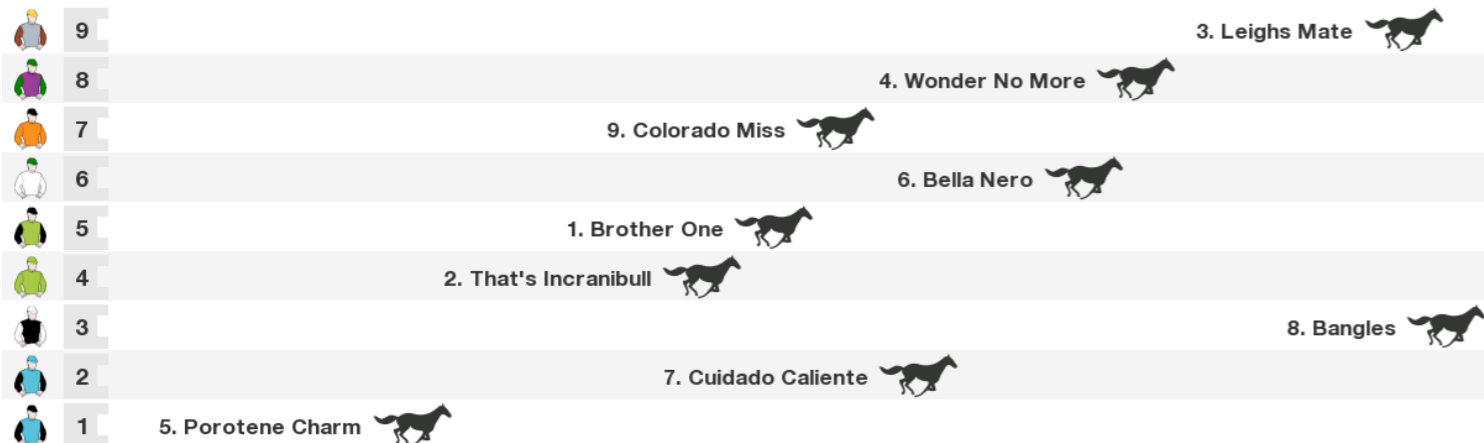 9 3. Leighs Mate
8 4. Wonder No More
7 9. Colorado Miss
6 6. Bella Nero
5 1. Brother One
4 2. That's Incranibull
3 8. Bangles
2 7. Cuidado Caliente
1 5. Porotene Charm